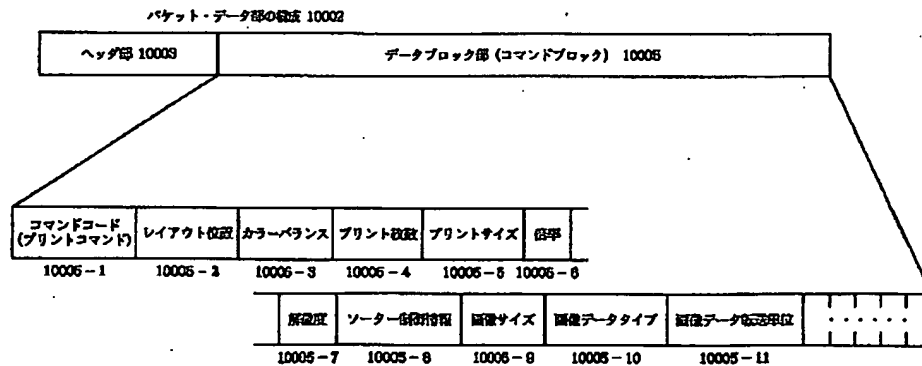 パケット・データ部の構成 10002
ヘッダ部 10003
データブロック部 (コマンドブロック) 10005
コマンドコード
(プリントコマンド)
レイアウト位置
カラーバランス
プリント枚数
プリントサイズ
倍率
10005-1
10005-2
10005-3
10005-4
10005-5
10005-6
解像度
ソーター制御情報
画像サイズ
画像データタイプ
画像データ転送単位
10005-7
10005-8
10005-9
10005-10
10005-11